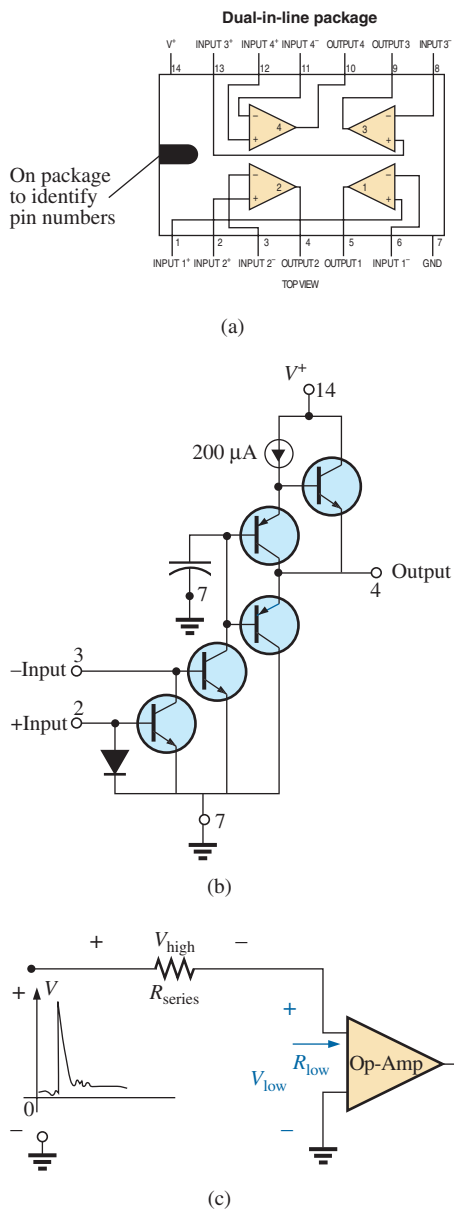 Dual-in-line package
V+ INPUT 3+ INPUT 4+ INPUT 4− OUTPUT 4 OUTPUT 3 INPUT 3−
14 13 12 11 10 9 8
− + 4 − + 3
On package
to identify
pin numbers
− + 2 − + 1
1 2 3 4 5 6 7
INPUT 1+ INPUT 2+ INPUT 2− OUTPUT 2 OUTPUT 1 INPUT 1− GND
TOP VIEW
(a)
V+
14
200 µA
7
Output
4
−Input 3
+Input 2
7
(b)
+ Vhigh −
Rseries
+ V
+
Rlow Op-Amp
Vlow
0
−
−
(c)